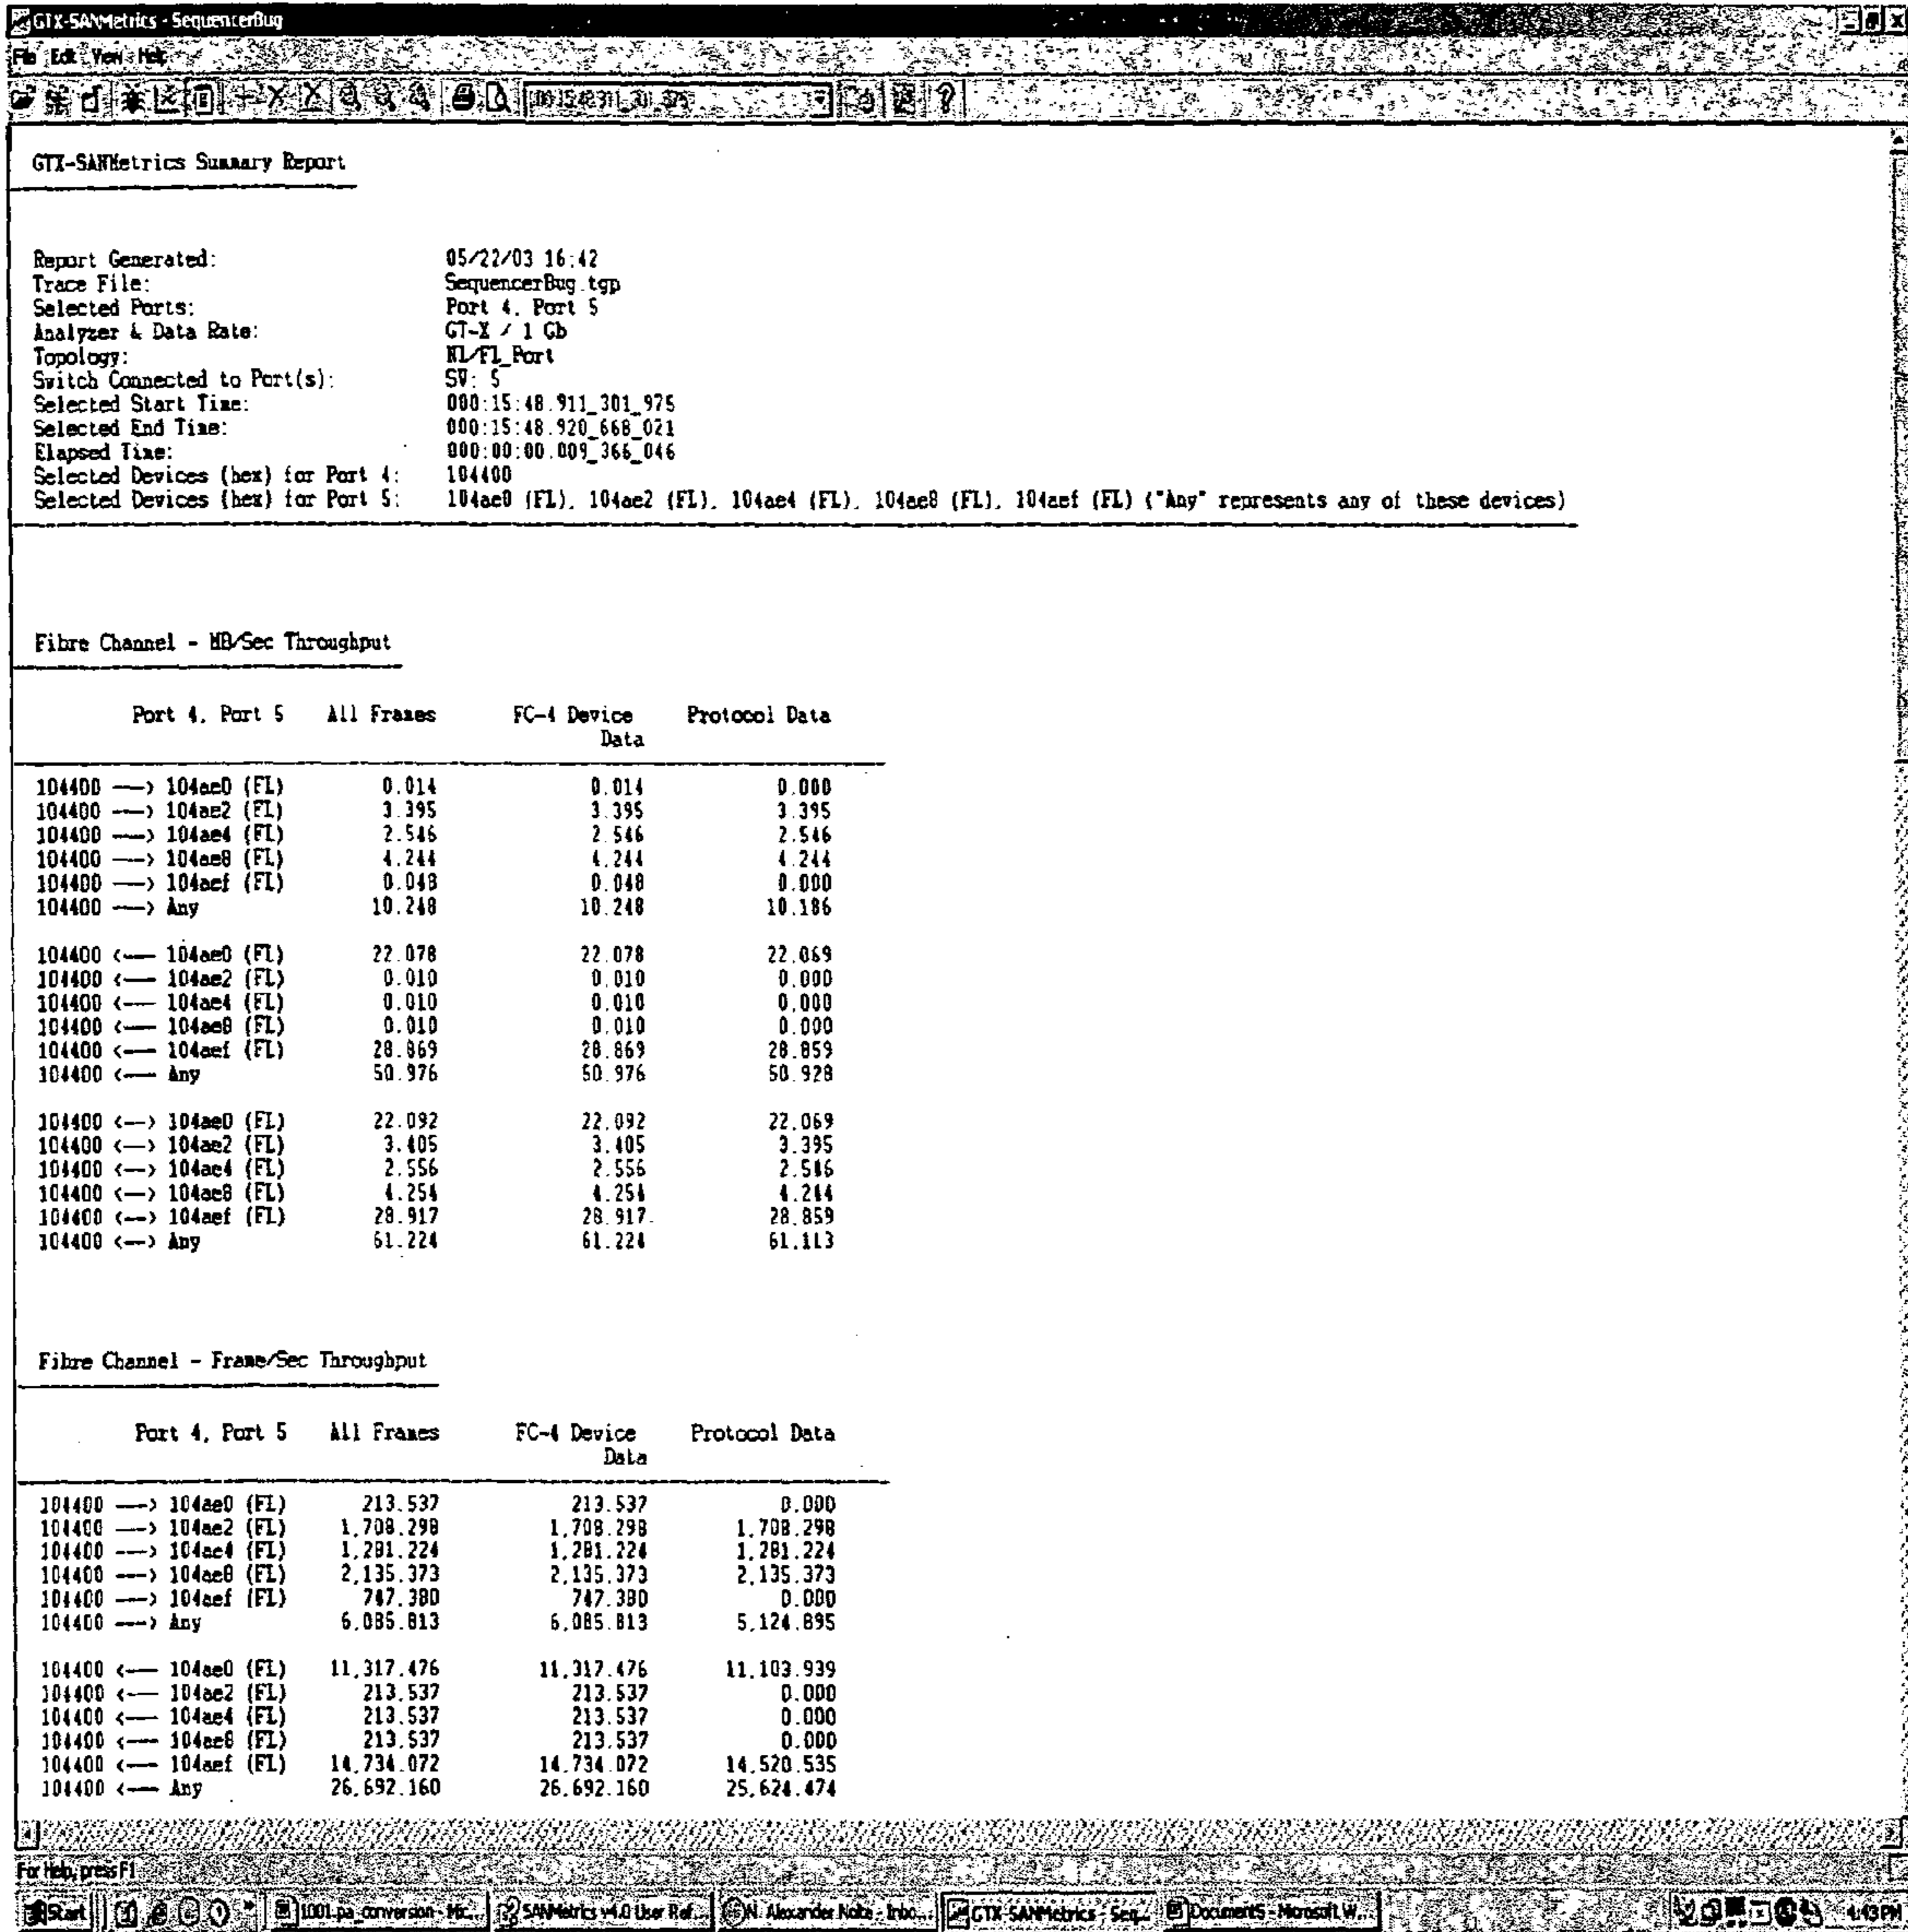 GTX-SANMetrics - SequencerBug
File Edit View Help
GTX-SANMetrics Summary Report
Report Generated: 05/22/03 16:42
Trace File: SequencerBug.tgp
Selected Ports: Port 4, Port 5
Analyzer & Data Rate: GT-X / 1 Gb
Topology: NL/FL_Port
Switch Connected to Port(s): SW: 5
Selected Start Time: 000:15:48.911_301_975
Selected End Time: 000:15:48.920_668_021
Elapsed Time: 000:00:00.009_366_046
Selected Devices (hex) for Port 4: 104400
Selected Devices (hex) for Port 5: 104ae0 (FL), 104ae2 (FL), 104ae4 (FL), 104ae8 (FL), 104aef (FL) ("Any" represents any of these devices)
Fibre Channel - MB/Sec Throughput
Port 4, Port 5 All Frames FC-4 Device Protocol Data
Data
104400 ---> 104ae0 (FL) 0.014 0.014 0.000
104400 ---> 104ae2 (FL) 3.395 3.395 3.395
104400 ---> 104ae4 (FL) 2.546 2.546 2.546
104400 ---> 104ae8 (FL) 4.244 4.244 4.244
104400 ---> 104aef (FL) 0.048 0.048 0.000
104400 ---> Any 10.248 10.248 10.186
104400 <--- 104ae0 (FL) 22.078 22.078 22.069
104400 <--- 104ae2 (FL) 0.010 0.010 0.000
104400 <--- 104ae4 (FL) 0.010 0.010 0.000
104400 <--- 104ae8 (FL) 0.010 0.010 0.000
104400 <--- 104aef (FL) 28.869 28.869 28.859
104400 <--- Any 50.976 50.976 50.928
104400 <--> 104ae0 (FL) 22.092 22.092 22.069
104400 <--> 104ae2 (FL) 3.405 3.405 3.395
104400 <--> 104ae4 (FL) 2.556 2.556 2.546
104400 <--> 104ae8 (FL) 4.254 4.254 4.244
104400 <--> 104aef (FL) 28.917 28.917 28.859
104400 <--> Any 61.224 61.224 61.113
Fibre Channel - Frame/Sec Throughput
Port 4, Port 5 All Frames FC-4 Device Protocol Data
Data
104400 ---> 104ae0 (FL) 213.537 213.537 0.000
104400 ---> 104ae2 (FL) 1,708.298 1,708.298 1,708.298
104400 ---> 104ae4 (FL) 1,281.224 1,281.224 1,281.224
104400 ---> 104ae8 (FL) 2,135.373 2,135.373 2,135.373
104400 ---> 104aef (FL) 747.380 747.380 0.000
104400 ---> Any 6,085.813 6,085.813 5,124.895
104400 <--- 104ae0 (FL) 11,317.476 11,317.476 11,103.939
104400 <--- 104ae2 (FL) 213.537 213.537 0.000
104400 <--- 104ae4 (FL) 213.537 213.537 0.000
104400 <--- 104ae8 (FL) 213.537 213.537 0.000
104400 <--- 104aef (FL) 14,734.072 14,734.072 14,520.535
104400 <--- Any 26,692.160 26,692.160 25,624.474
For Help, press F1
Start 1001.pa_conversion - Mic... SANMetrics v4.0 User Ref... N. Alexander Nolte - Inbo... GTX-SANMetrics - Seq... Document5 - Microsoft W... 4:43PM